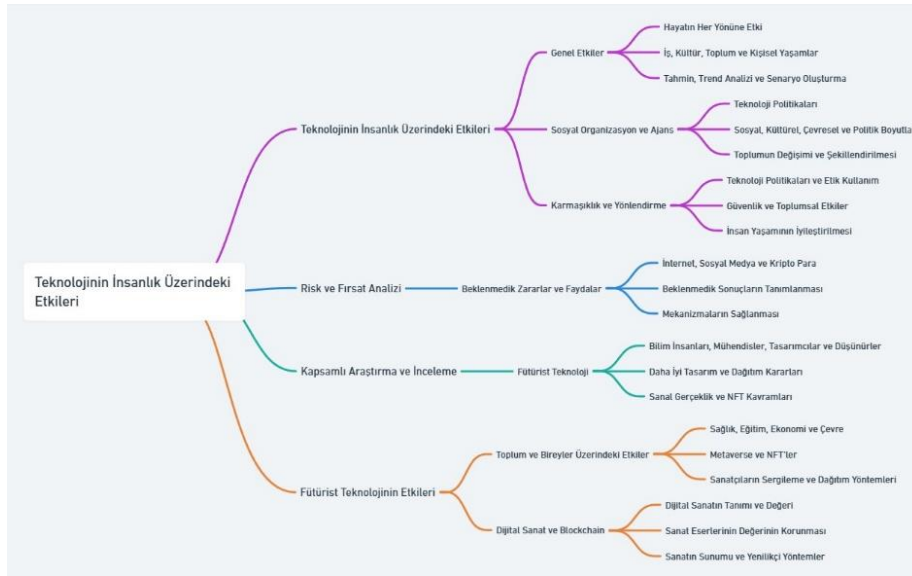 Teknolojinin İnsanlık Üzerindeki
Etkileri
Teknolojinin İnsanlık Üzerindeki Etkileri
Genel Etkiler
Hayatın Her Yönüne Etki
İş, Kültür, Toplum ve Kişisel Yaşamlar
Tahmin, Trend Analizi ve Senaryo Oluşturma
Sosyal Organizasyon ve Ajans
Teknoloji Politikaları
Sosyal, Kültürel, Çevresel ve Politik Boyutla
Toplumun Değişimi ve Şekillendirilmesi
Karmaşıklık ve Yönlendirme
Teknoloji Politikaları ve Etik Kullanım
Güvenlik ve Toplumsal Etkiler
İnsan Yaşamının İyileştirilmesi
Risk ve Fırsat Analizi
Beklenmedik Zararlar ve Faydalar
İnternet, Sosyal Medya ve Kripto Para
Beklenmedik Sonuçların Tanımlanması
Mekanizmaların Sağlanması
Kapsamlı Araştırma ve İnceleme
Fütürist Teknoloji
Bilim İnsanları, Mühendisler, Tasarımcılar ve Düşünürler
Daha İyi Tasarım ve Dağıtım Kararları
Sanal Gerçeklik ve NFT Kavramları
Fütürist Teknolojinin Etkileri
Toplum ve Bireyler Üzerindeki Etkiler
Sağlık, Eğitim, Ekonomi ve Çevre
Metaverse ve NFT'ler
Sanatçıların Sergileme ve Dağıtım Yöntemleri
Dijital Sanat ve Blockchain
Dijital Sanatın Tanımı ve Değeri
Sanat Eserlerinin Değerinin Korunması
Sanatın Sunumu ve Yenilikçi Yöntemler